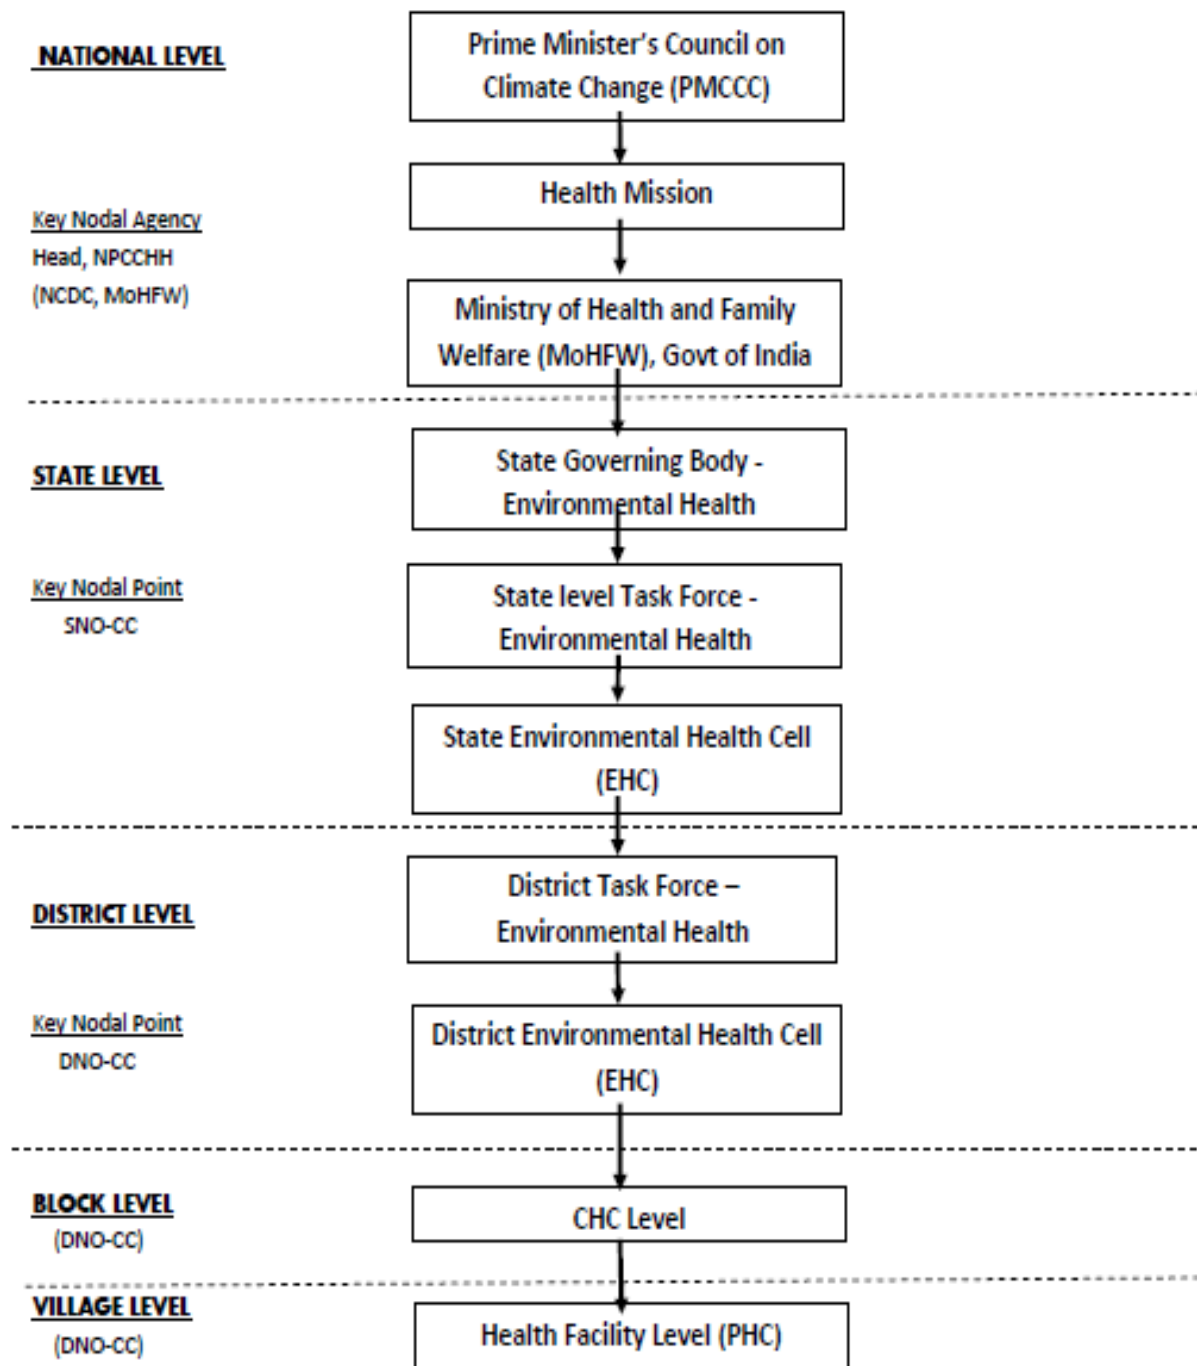 NATIONAL LEVEL
Prime Minister’s Council on
Climate Change (PMCCC)
Health Mission
Key Nodal Agency
Head, NPCCHH
(NCDC, MoHFW)
Ministry of Health and Family
Welfare (MoHFW), Govt of India
STATE LEVEL
State Governing Body -
Environmental Health
Key Nodal Point
SNO-CC
State level Task Force -
Environmental Health
State Environmental Health Cell
(EHC)
DISTRICT LEVEL
District Task Force –
Environmental Health
Key Nodal Point
DNO-CC
District Environmental Health Cell
(EHC)
BLOCK LEVEL
(DNO-CC)
CHC Level
VILLAGE LEVEL
(DNO-CC)
Health Facility Level (PHC)